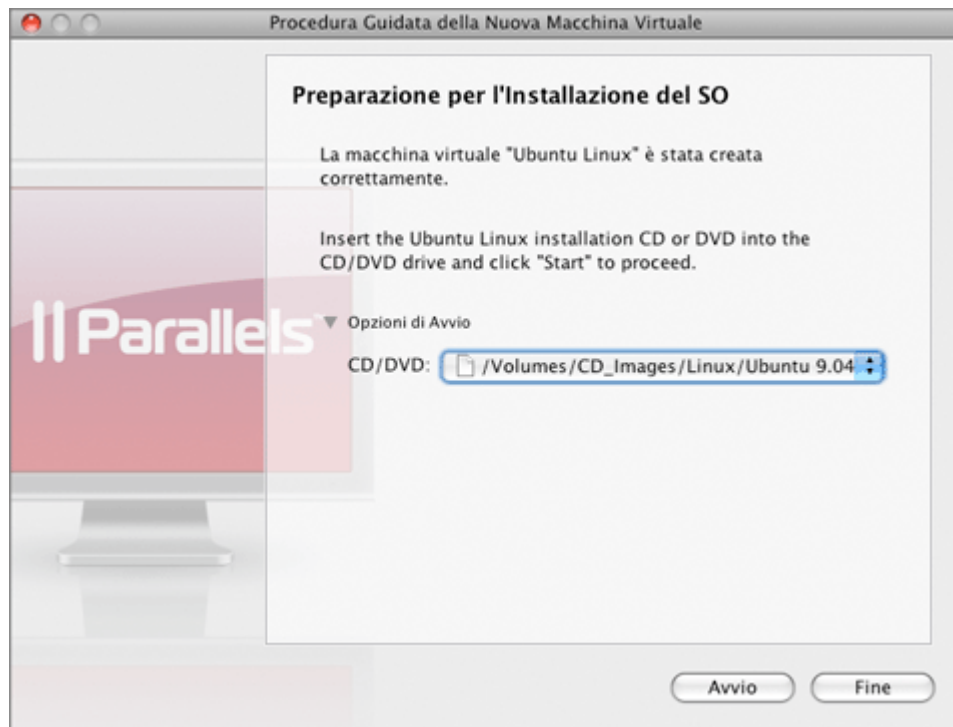 Procedura Guidata della Nuova Macchina Virtuale
Preparazione per l'Installazione del SO
La macchina virtuale "Ubuntu Linux" è stata creata
correttamente.
Insert the Ubuntu Linux installation CD or DVD into the
CD/DVD drive and click "Start" to proceed.
|| Parallels™
Opzioni di Avvio
CD/DVD: /Volumes/CD_Images/Linux/Ubuntu 9.04
Avvio
Fine